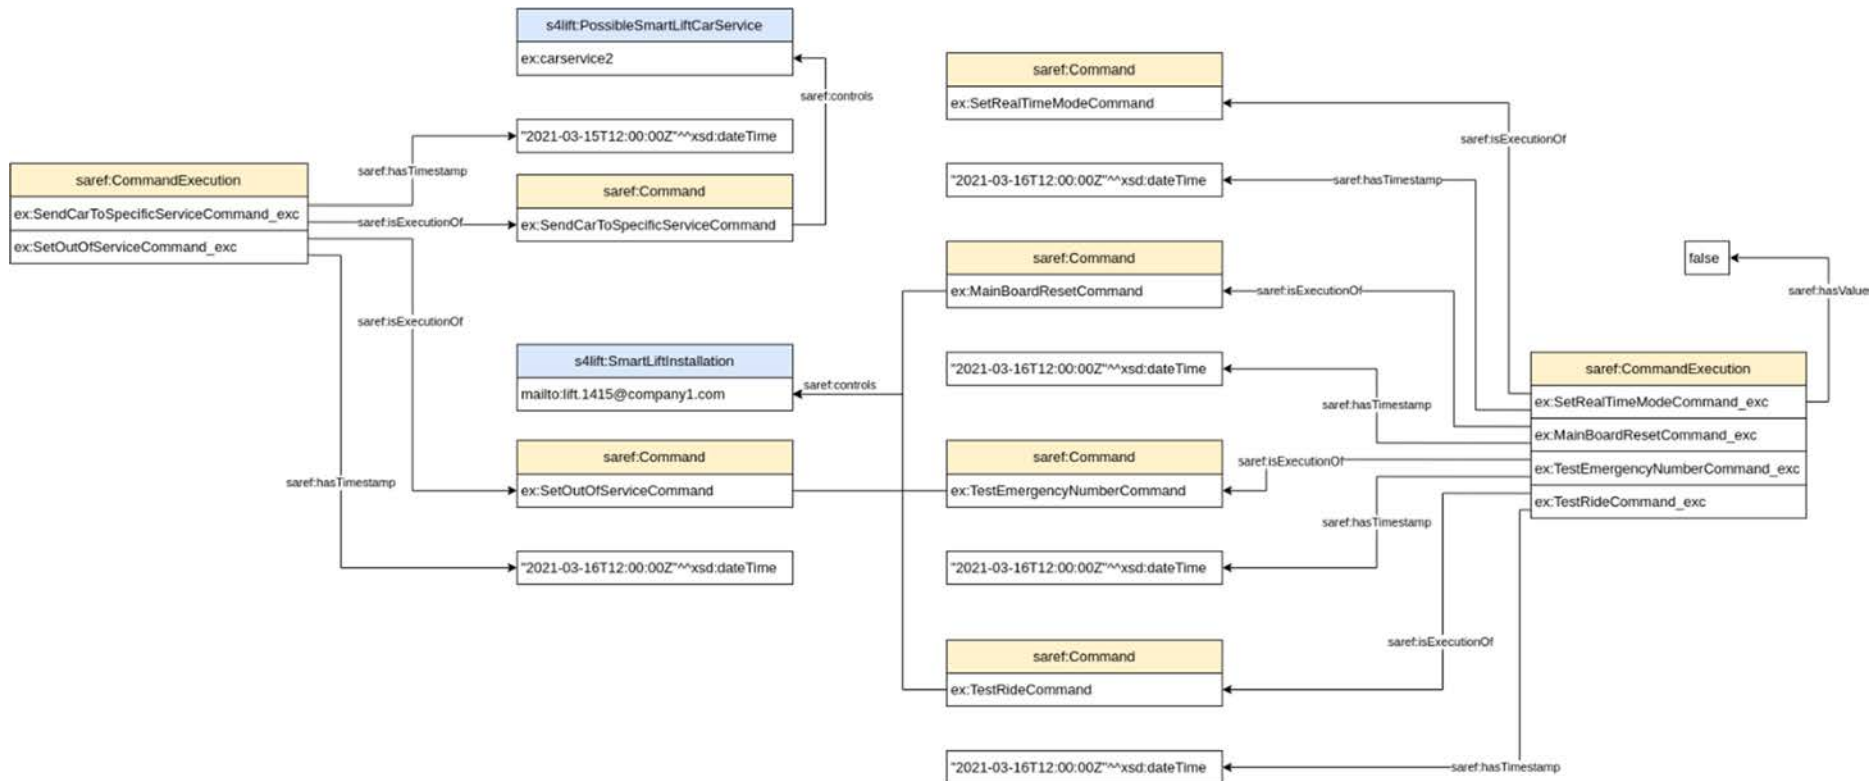 s4lift:PossibleSmartLiftCarService
ex:carservice2
saref:controls
"2021-03-15T12:00:00Z"^^xsd:dateTime
saref:hasTimestamp
saref:CommandExecution
ex:SendCarToSpecificServiceCommand_exc
ex:SetOutOfServiceCommand_exc
saref:isExecutionOf
saref:Command
ex:SendCarToSpecificServiceCommand
saref:isExecutionOf
s4lift:SmartLiftInstallation
mailto:lift.1415@company1.com
saref:controls
saref:Command
ex:SetOutOfServiceCommand
saref:hasTimestamp
"2021-03-16T12:00:00Z"^^xsd:dateTime
saref:Command
ex:SetRealTimeModeCommand
saref:isExecutionOf
"2021-03-16T12:00:00Z"^^xsd:dateTime
saref:hasTimestamp
saref:Command
ex:MainBoardResetCommand
saref:isExecutionOf
"2021-03-16T12:00:00Z"^^xsd:dateTime
saref:hasTimestamp
saref:Command
ex:TestEmergencyNumberCommand
saref:isExecutionOf
"2021-03-16T12:00:00Z"^^xsd:dateTime
saref:hasTimestamp
saref:Command
ex:TestRideCommand
saref:isExecutionOf
"2021-03-16T12:00:00Z"^^xsd:dateTime
saref:hasTimestamp
false
saref:hasValue
saref:CommandExecution
ex:SetRealTimeModeCommand_exc
ex:MainBoardResetCommand_exc
ex:TestEmergencyNumberCommand_exc
ex:TestRideCommand_exc